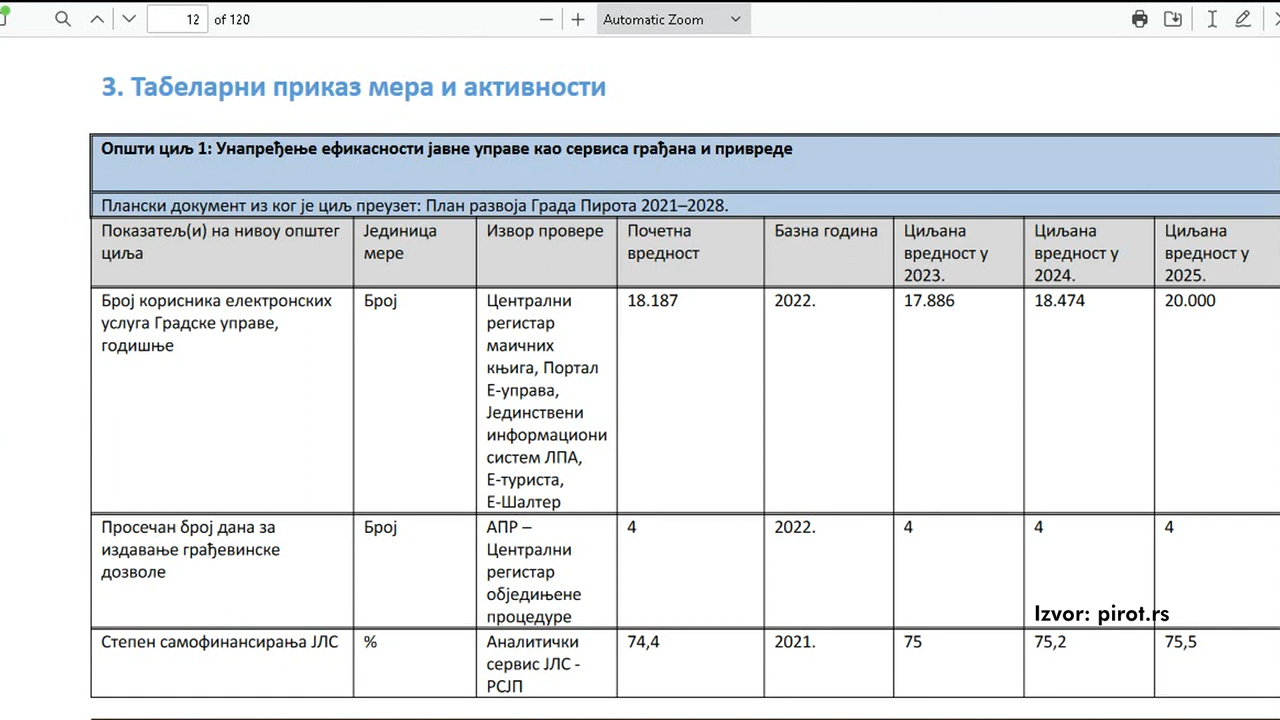 12 of 120 Automatic Zoom
3. Табеларни приказ мера и активности
Општи циљ 1: Унапређење ефикасности јавне управе као сервиса грађана и привреде
Плански документ из ког је циљ преузет: План развоја Града Пирота 2021–2028.
Показатељ(и) на нивоу општег
циља
Јединица
мере
Извор провере
Почетна
вредност
Базна година
Циљана
вредност у
2023.
Циљана
вредност у
2024.
Циљана
вредност у
2025.
Број корисника електронских
услуга Градске управе,
годишње
Број
Централни
регистар
маичних
књига, Портал
Е-управа,
Јединствени
информациони
систем ЛПА,
Е-туриста,
Е-Шалтер
18.187
2022.
17.886
18.474
20.000
Просечан број дана за
издавање грађевинске
дозволе
Број
АПР –
Централни
регистар
обједињене
процедуре
4
2022.
4
4
4
Izvor: pirot.rs
Степен самофинансирања ЈЛС
%
Аналитички
сервис ЈЛС -
РСЈП
74,4
2021.
75
75,2
75,5